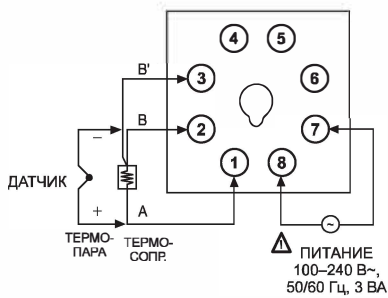 4
5
B'
3
6
B
2
7
1
8
–
ДАТЧИК
+
A
ТЕРМО-
ПАРА
ТЕРМО-
СОПР.
~
ПИТАНИЕ
100–240 В~,
50/60 Гц, 3 ВА